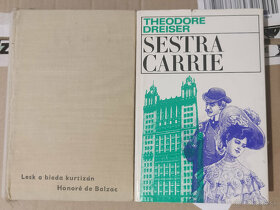 Lesk a bieda kurtizán
Honoré de Balzac
THEODORE
DREISER
SESTRA
CARRIE